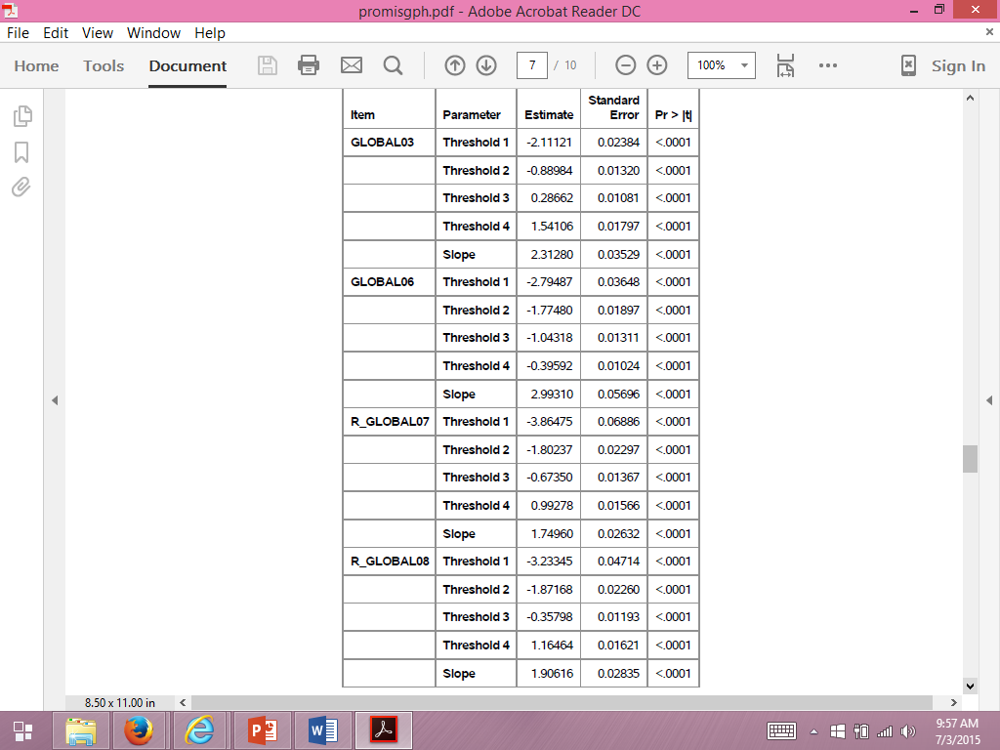 promisgph.pdf - Adobe Acrobat Reader DC
File Edit View Window Help
Home Tools Document 7 / 10 100% Sign In
Item Parameter Estimate Standard Error Pr > |t|
GLOBAL03 Threshold 1 -2.11121 0.02384 <.0001
Threshold 2 -0.88984 0.01320 <.0001
Threshold 3 0.28662 0.01081 <.0001
Threshold 4 1.54106 0.01797 <.0001
Slope 2.31280 0.03529 <.0001
GLOBAL06 Threshold 1 -2.79487 0.03648 <.0001
Threshold 2 -1.77480 0.01897 <.0001
Threshold 3 -1.04318 0.01311 <.0001
Threshold 4 -0.39592 0.01024 <.0001
Slope 2.99310 0.05696 <.0001
R_GLOBAL07 Threshold 1 -3.86475 0.06886 <.0001
Threshold 2 -1.80237 0.02297 <.0001
Threshold 3 -0.67350 0.01367 <.0001
Threshold 4 0.99278 0.01566 <.0001
Slope 1.74960 0.02632 <.0001
R_GLOBAL08 Threshold 1 -3.23345 0.04714 <.0001
Threshold 2 -1.87168 0.02260 <.0001
Threshold 3 -0.35798 0.01193 <.0001
Threshold 4 1.16464 0.01621 <.0001
Slope 1.90616 0.02835 <.0001
8.50 x 11.00 in
9:57 AM
7/3/2015